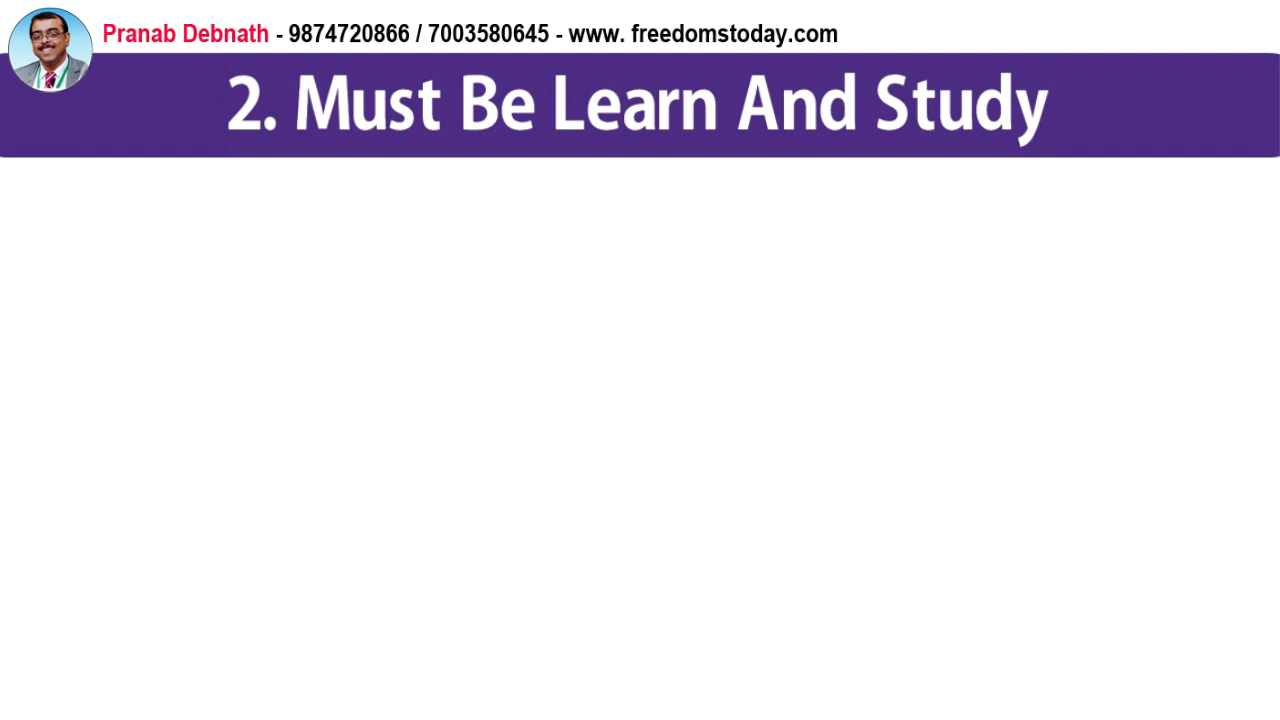 Pranab Debnath - 9874720866 / 7003580645 - www. freedomstoday.com
2. Must Be Learn And Study